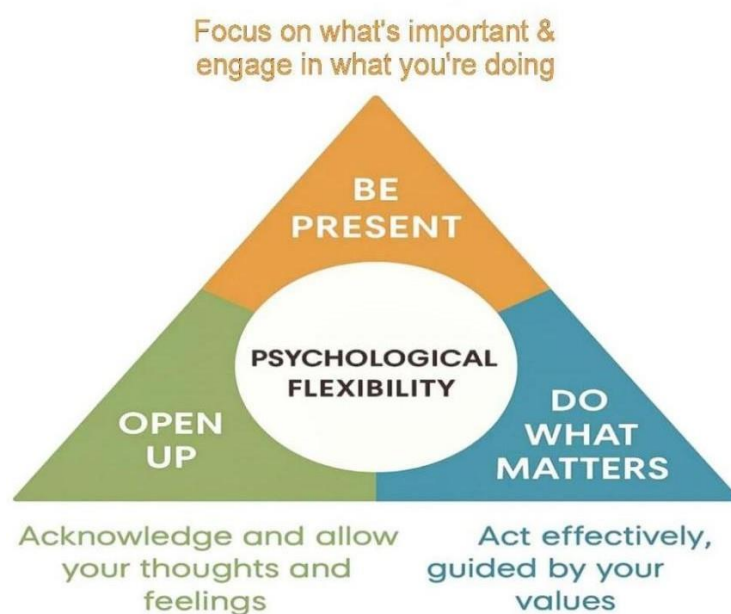 Focus on what's important &
engage in what you're doing
BE
PRESENT
PSYCHOLOGICAL
FLEXIBILITY
OPEN
UP
DO
WHAT
MATTERS
Acknowledge and allow
your thoughts and
feelings
Act effectively,
guided by your
values